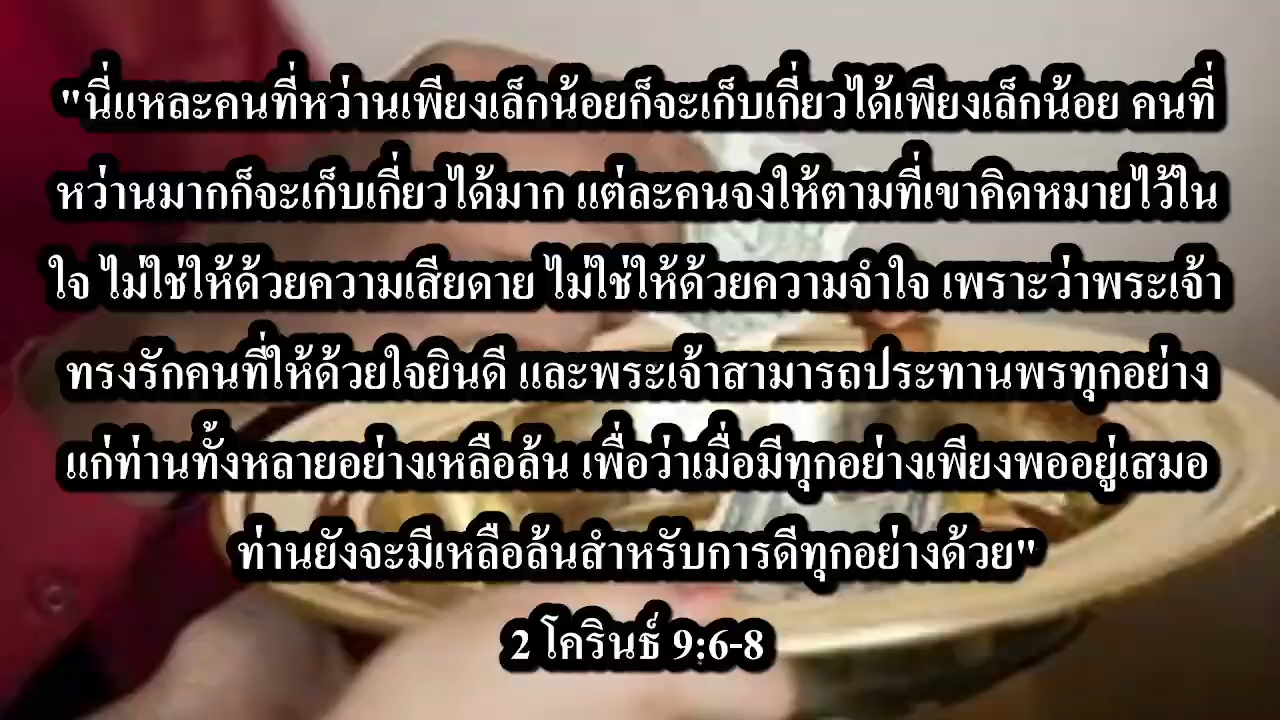 "นี่แหละคนที่หว่านเพียงเล็กน้อยก็จะเก็บเกี่ยวได้เพียงเล็กน้อย คนที่
หว่านมากก็จะเก็บเกี่ยวได้มาก แต่ละคนจงให้ตามที่เขาคิดหมายไว้ใน
ใจ ไม่ใช่ให้ด้วยความเสียดาย ไม่ใช่ให้ด้วยความจำใจ เพราะว่าพระเจ้า
ทรงรักคนที่ให้ด้วยใจยินดี และพระเจ้าสามารถประทานพรทุกอย่าง
แก่ท่านทั้งหลายอย่างเหลือล้น เพื่อว่าเมื่อมีทุกอย่างเพียงพออยู่เสมอ
ท่านยังจะมีเหลือล้นสำหรับการดีทุกอย่างด้วย"
2 โครินธ์ 9:6-8